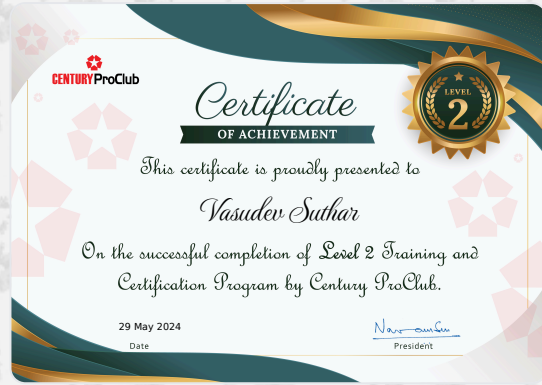 CENTURY ProClub
Certificate
OF ACHIEVEMENT
LEVEL
2
This certificate is proudly presented to
Vasudev Suthar
On the successful completion of Level 2 Training and
Certification Program by Century ProClub.
29 May 2024
Date
President